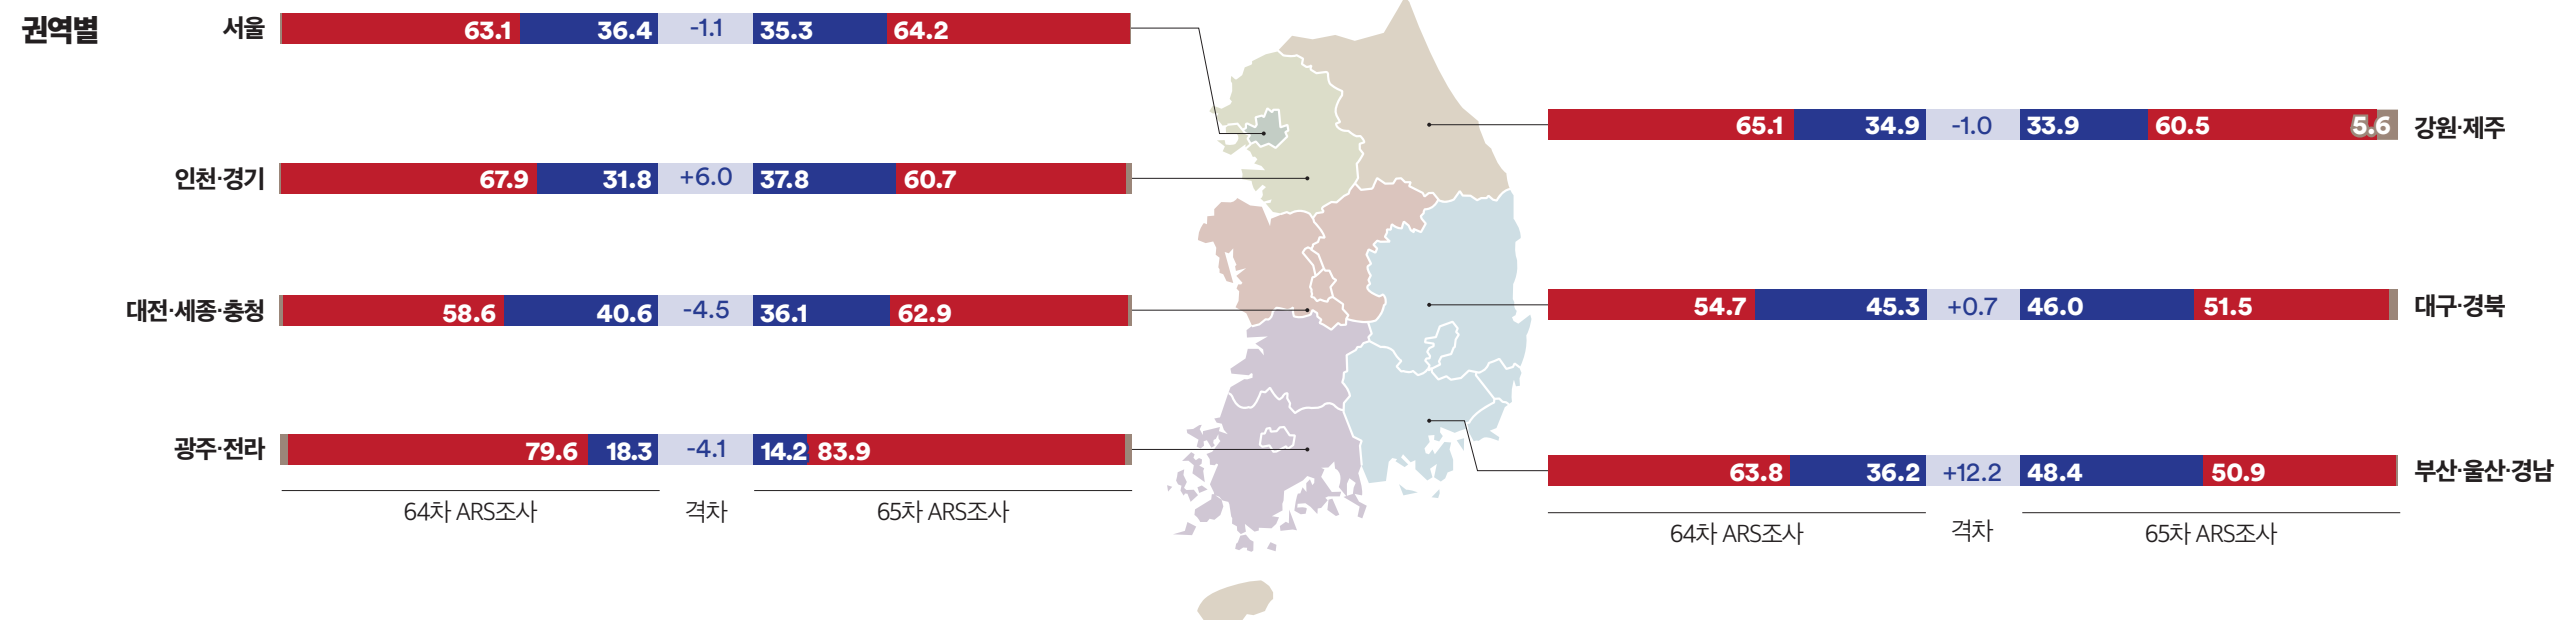 권역별
서울 63.1 36.4 -1.1 35.3 64.2
인천·경기 67.9 31.8 +6.0 37.8 60.7
대전·세종·충청 58.6 40.6 -4.5 36.1 62.9
광주·전라 79.6 18.3 -4.1 14.2 83.9
64차 ARS조사 격차 65차 ARS조사
65.1 34.9 -1.0 33.9 60.5 5.6 강원·제주
54.7 45.3 +0.7 46.0 51.5 대구·경북
63.8 36.2 +12.2 48.4 50.9 부산·울산·경남
64차 ARS조사 격차 65차 ARS조사